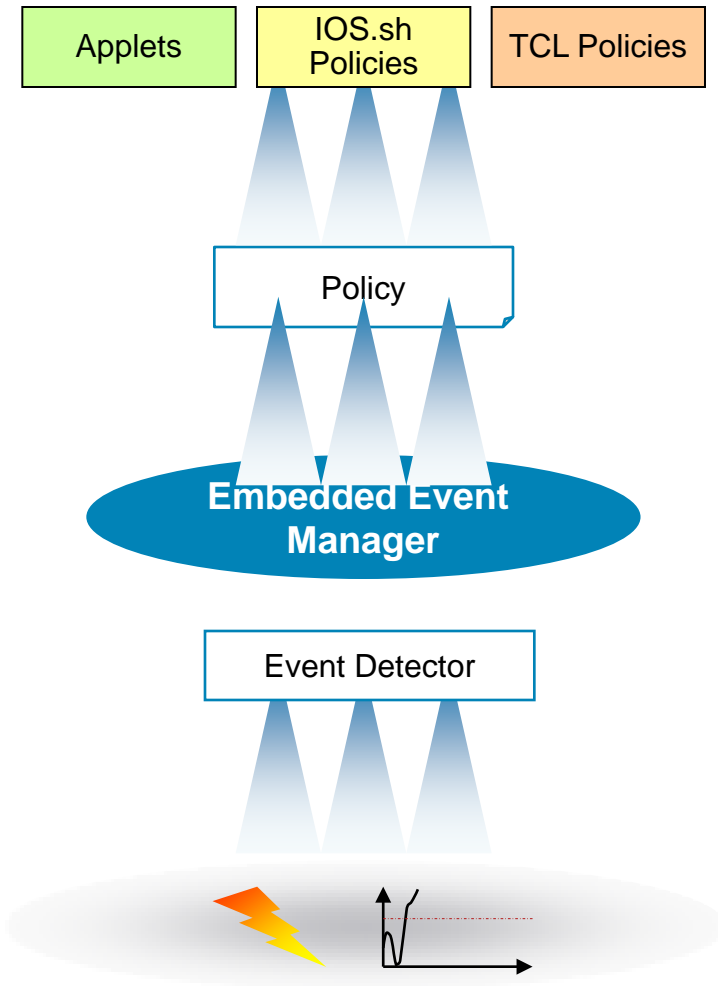 Applets
IOS.sh
Policies
TCL Policies
Policy
Embedded Event
Manager
Event Detector